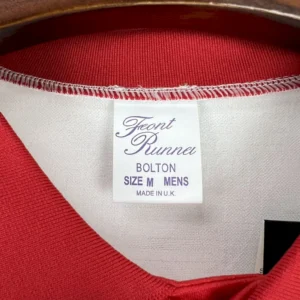 Front
Runner
BOLTON
SIZE M MENS
MADE IN U.K.